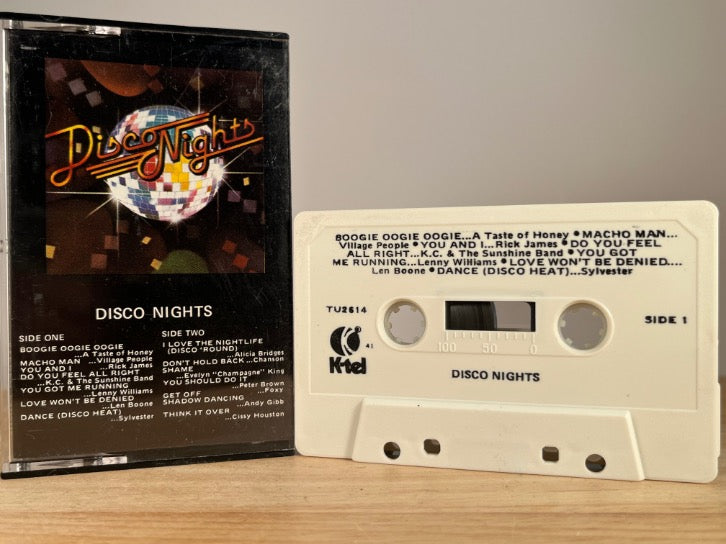 Disco Nights
DISCO NIGHTS
SIDE ONE
BOOGIE OOGIE OOGIE
...A Taste of Honey
MACHO MAN ...Village People
YOU AND I ...Rick James
DO YOU FEEL ALL RIGHT
...K.C. & The Sunshine Band
YOU GOT ME RUNNING
...Lenny Williams
LOVE WON'T BE DENIED
...Len Boone
DANCE (DISCO HEAT)
...Sylvester
SIDE TWO
I LOVE THE NIGHTLIFE
(DISCO 'ROUND)
...Alicia Bridges
DON'T HOLD BACK ...Chanson
SHAME
...Evelyn "Champagne" King
YOU SHOULD DO IT
...Peter Brown
GET OFF ...Foxy
SHADOW DANCING
...Andy Gibb
THINK IT OVER
...Cissy Houston
BOOGIE OOGIE OOGIE...A Taste of Honey • MACHO MAN...
Village People • YOU AND I...Rick James • DO YOU FEEL
ALL RIGHT...K.C. & The Sunshine Band • YOU GOT
ME RUNNING...Lenny Williams • LOVE WON'T BE DENIED....
Len Boone • DANCE (DISCO HEAT)...Sylvester
TU2614
SIDE 1
41
K-tel
100 50 0
DISCO NIGHTS